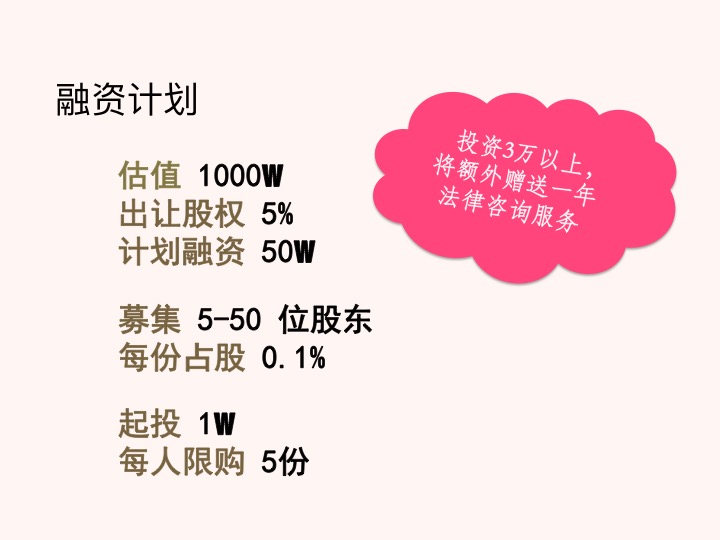 融资计划
估值 1000W
出让股权 5%
计划融资 50W
募集 5-50 位股东
每份占股 0.1%
起投 1W
每人限购 5份
投资3万以上，
将额外赠送一年
法律咨询服务